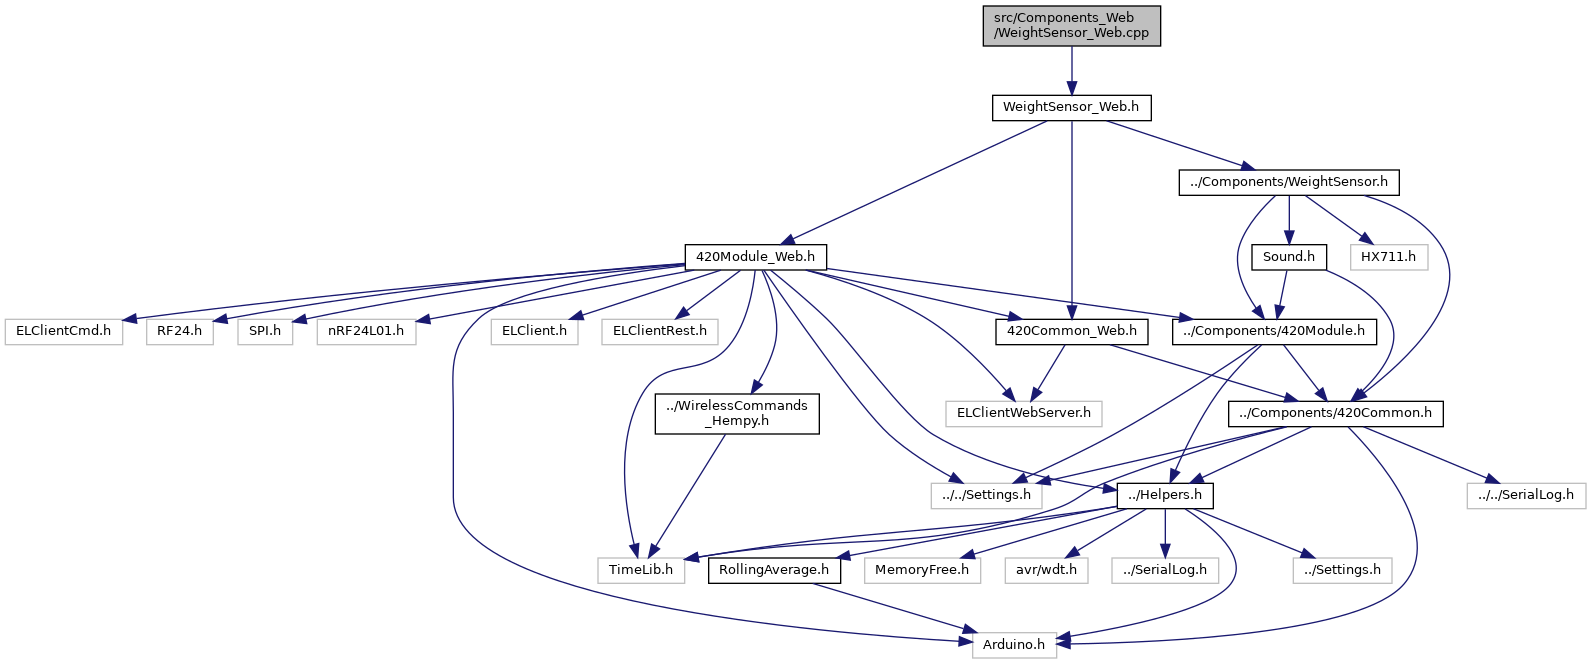 src/Components_Web
/WeightSensor_Web.cpp
WeightSensor_Web.h
../Components/WeightSensor.h
420Module_Web.h
Sound.h
HX711.h
ELClientCmd.h
RF24.h
SPI.h
nRF24L01.h
ELClient.h
ELClientRest.h
420Common_Web.h
../Components/420Module.h
../WirelessCommands
_Hempy.h
ELClientWebServer.h
../Components/420Common.h
../../Settings.h
../Helpers.h
../../SerialLog.h
TimeLib.h
RollingAverage.h
MemoryFree.h
avr/wdt.h
../SerialLog.h
../Settings.h
Arduino.h